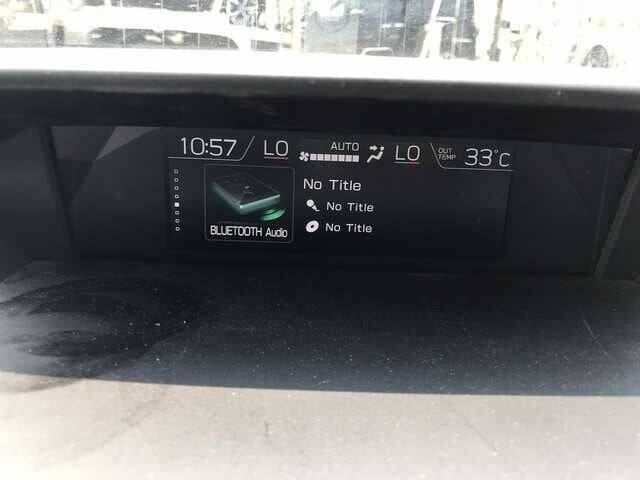 10:57 LO AUTO LO OUT TEMP 33°C
No Title
No Title
BLUETOOTH Audio No Title